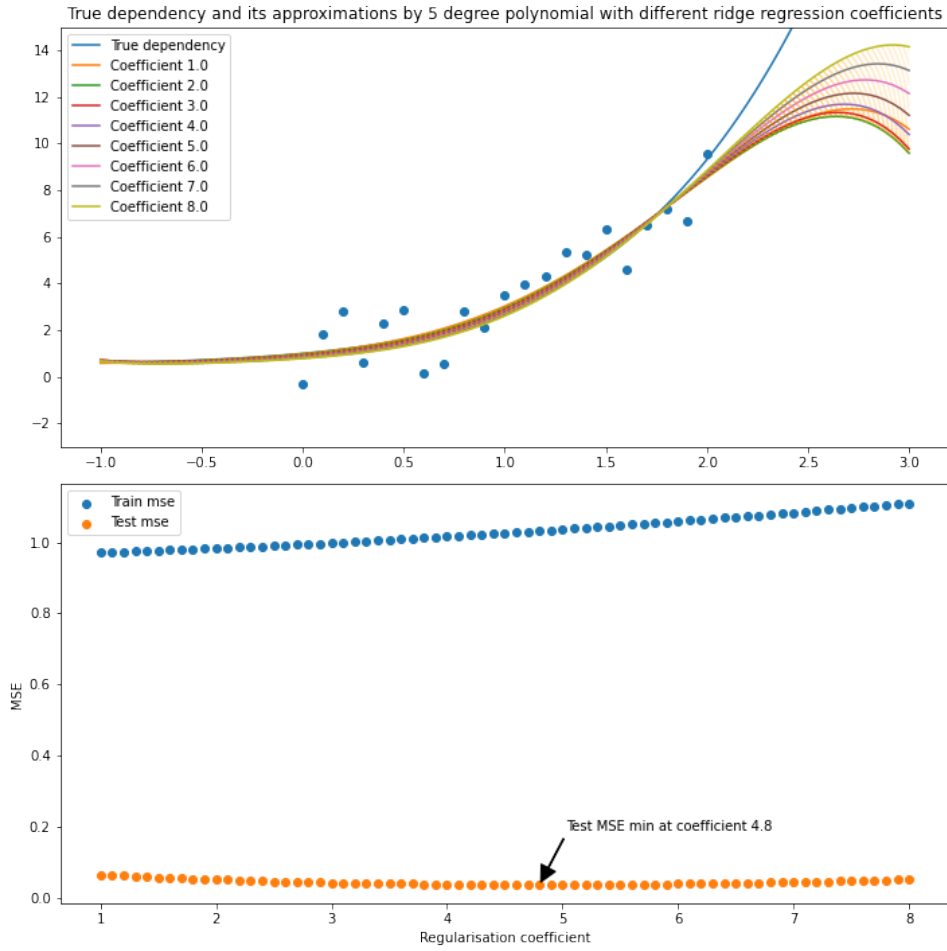 True dependency and its approximations by 5 degree polynomial with different ridge regression coefficients
True dependency
Coefficient 1.0
Coefficient 2.0
Coefficient 3.0
Coefficient 4.0
Coefficient 5.0
Coefficient 6.0
Coefficient 7.0
Coefficient 8.0
14
12
10
8
6
4
2
0
−2
−1.0 −0.5 0.0 0.5 1.0 1.5 2.0 2.5 3.0
Train mse
Test mse
MSE
1.0
0.8
0.6
0.4
0.2
0.0
Test MSE min at coefficient 4.8
1 2 3 4 5 6 7 8
Regularisation coefficient